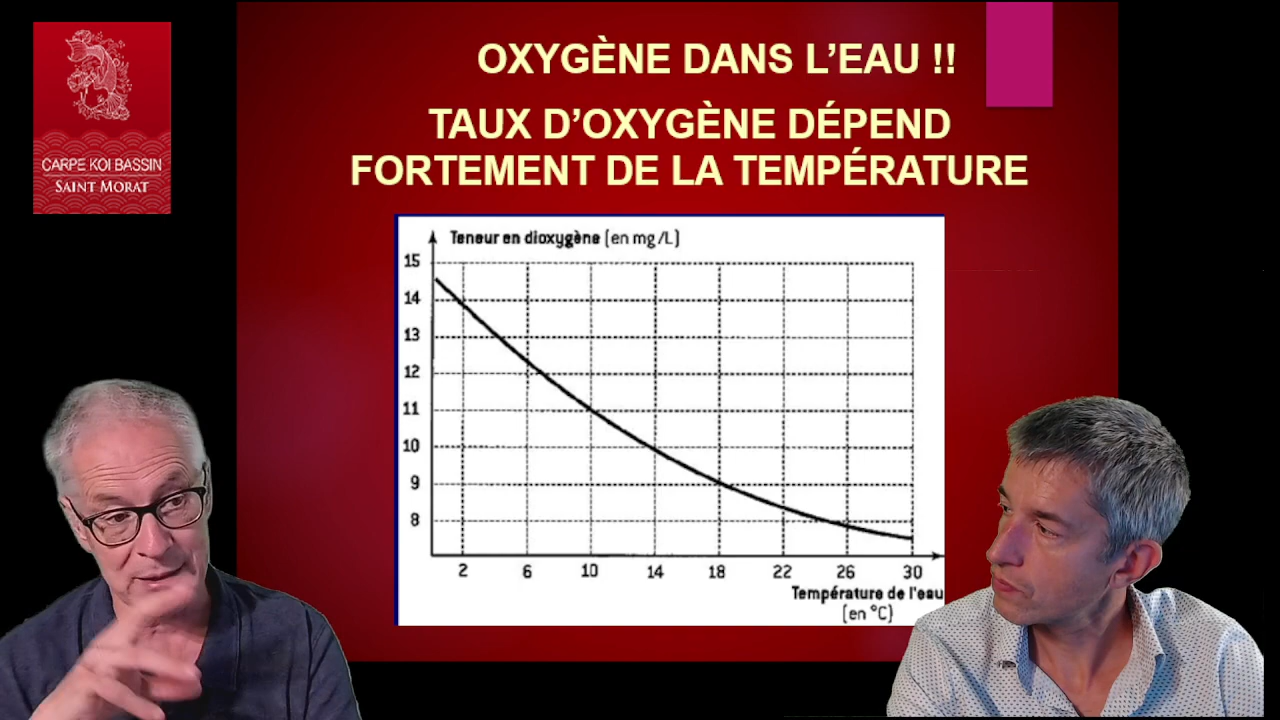 OXYGÈNE DANS L’EAU !!
TAUX D’OXYGÈNE DÉPEND
FORTEMENT DE LA TEMPÉRATURE
CARPE KOI BASSIN
SAINT MORAT
Teneur en dioxygène (en mg/L)
15
14
13
12
11
10
9
8
2 6 10 14 18 22 26 30
Température de l'eau
(en °C)